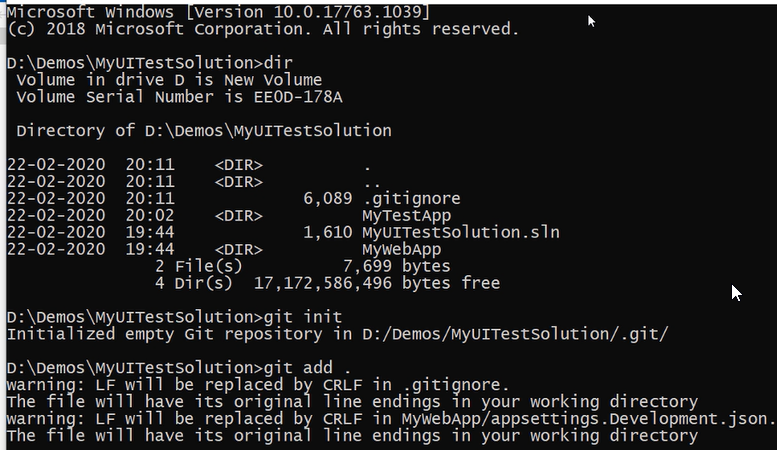 Microsoft Windows [Version 10.0.17763.1039]
(c) 2018 Microsoft Corporation. All rights reserved.
D:\Demos\MyUITestSolution>dir
Volume in drive D is New Volume
Volume Serial Number is EE0D-178A
Directory of D:\Demos\MyUITestSolution
22-02-2020  20:11    <DIR>          .
22-02-2020  20:11    <DIR>          ..
22-02-2020  20:11             6,089 .gitignore
22-02-2020  20:02    <DIR>          MyTestApp
22-02-2020  19:44             1,610 MyUITestSolution.sln
22-02-2020  19:44    <DIR>          MyWebApp
2 File(s)          7,699 bytes
4 Dir(s)  17,172,586,496 bytes free
D:\Demos\MyUITestSolution>git init
Initialized empty Git repository in D:/Demos/MyUITestSolution/.git/
D:\Demos\MyUITestSolution>git add .
warning: LF will be replaced by CRLF in .gitignore.
The file will have its original line endings in your working directory
warning: LF will be replaced by CRLF in MyWebApp/appsettings.Development.json.
The file will have its original line endings in your working directory